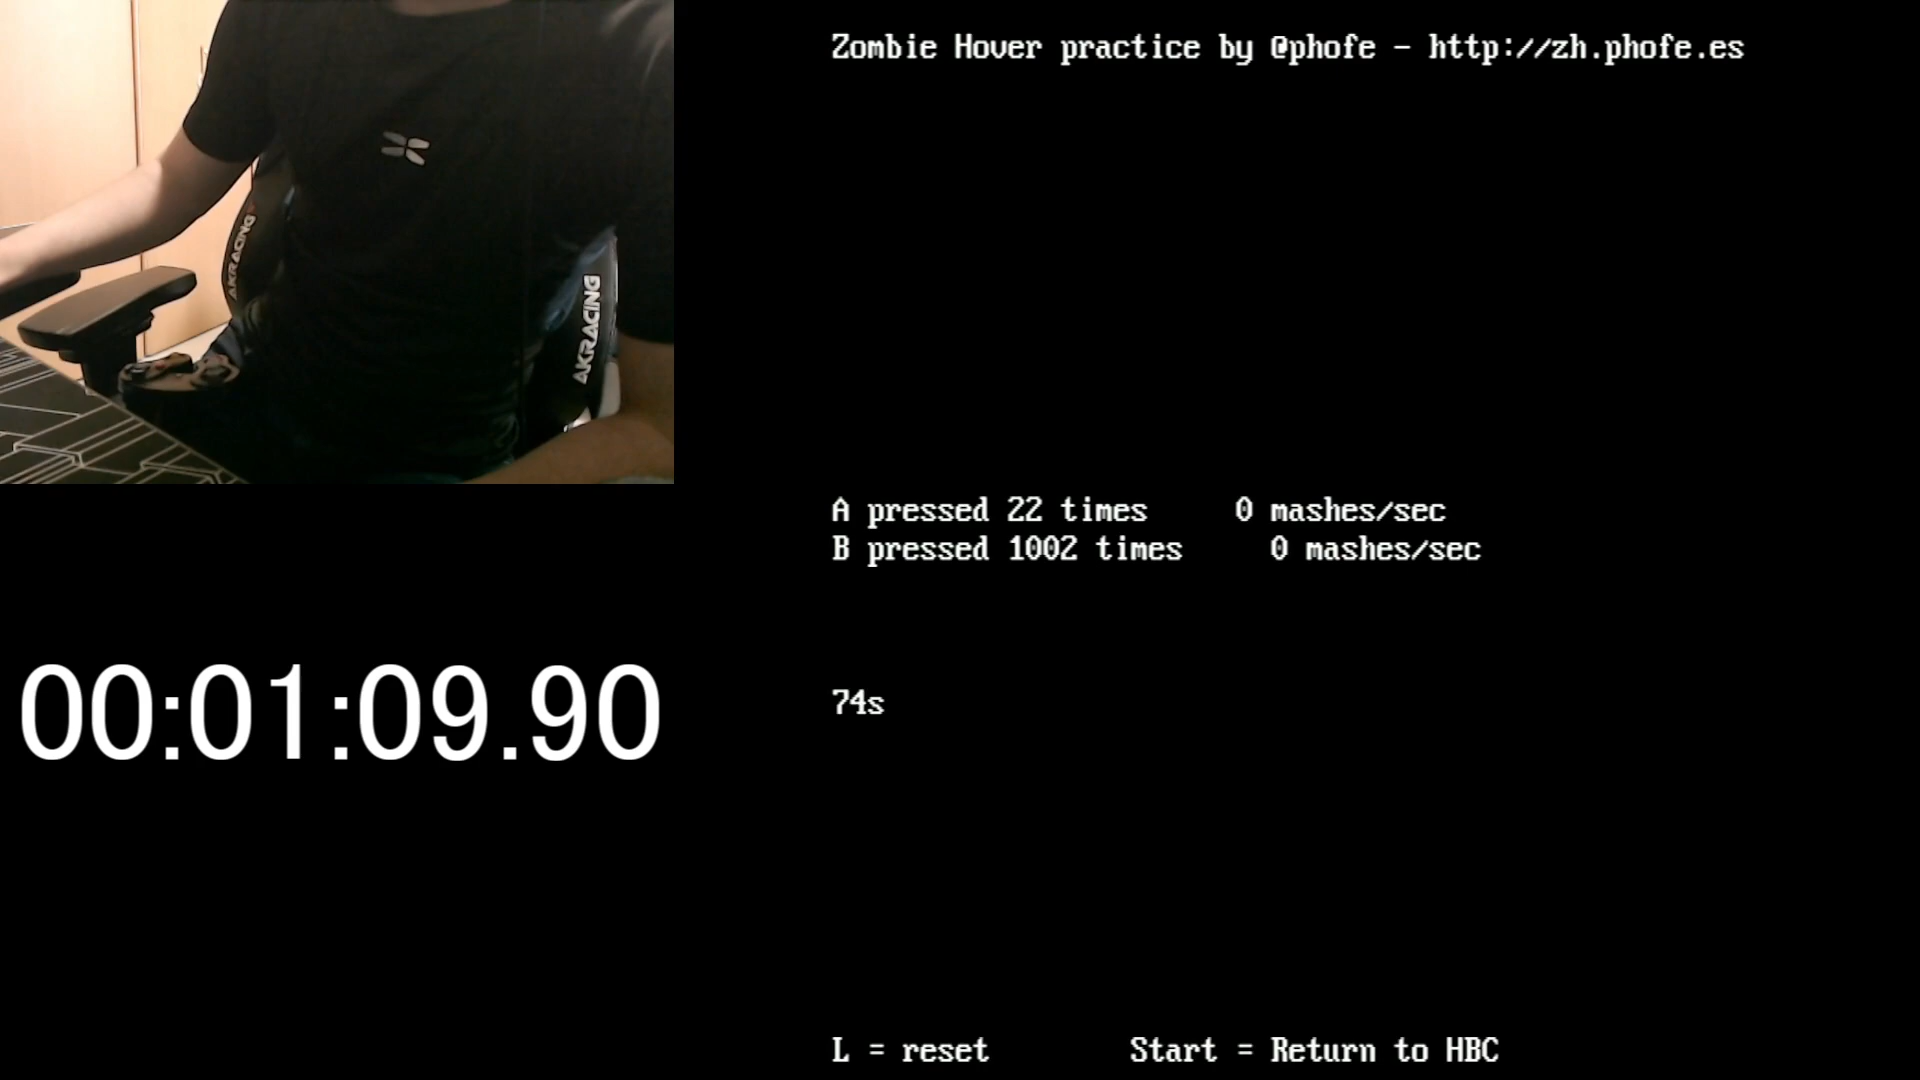 Zombie Hover practice by @phofe - http://zh.phofe.es
AKRACING
AKRACING
A pressed 22 times 0 mashes/sec
B pressed 1002 times 0 mashes/sec
00:01:09.90
74s
L = reset Start = Return to HBC